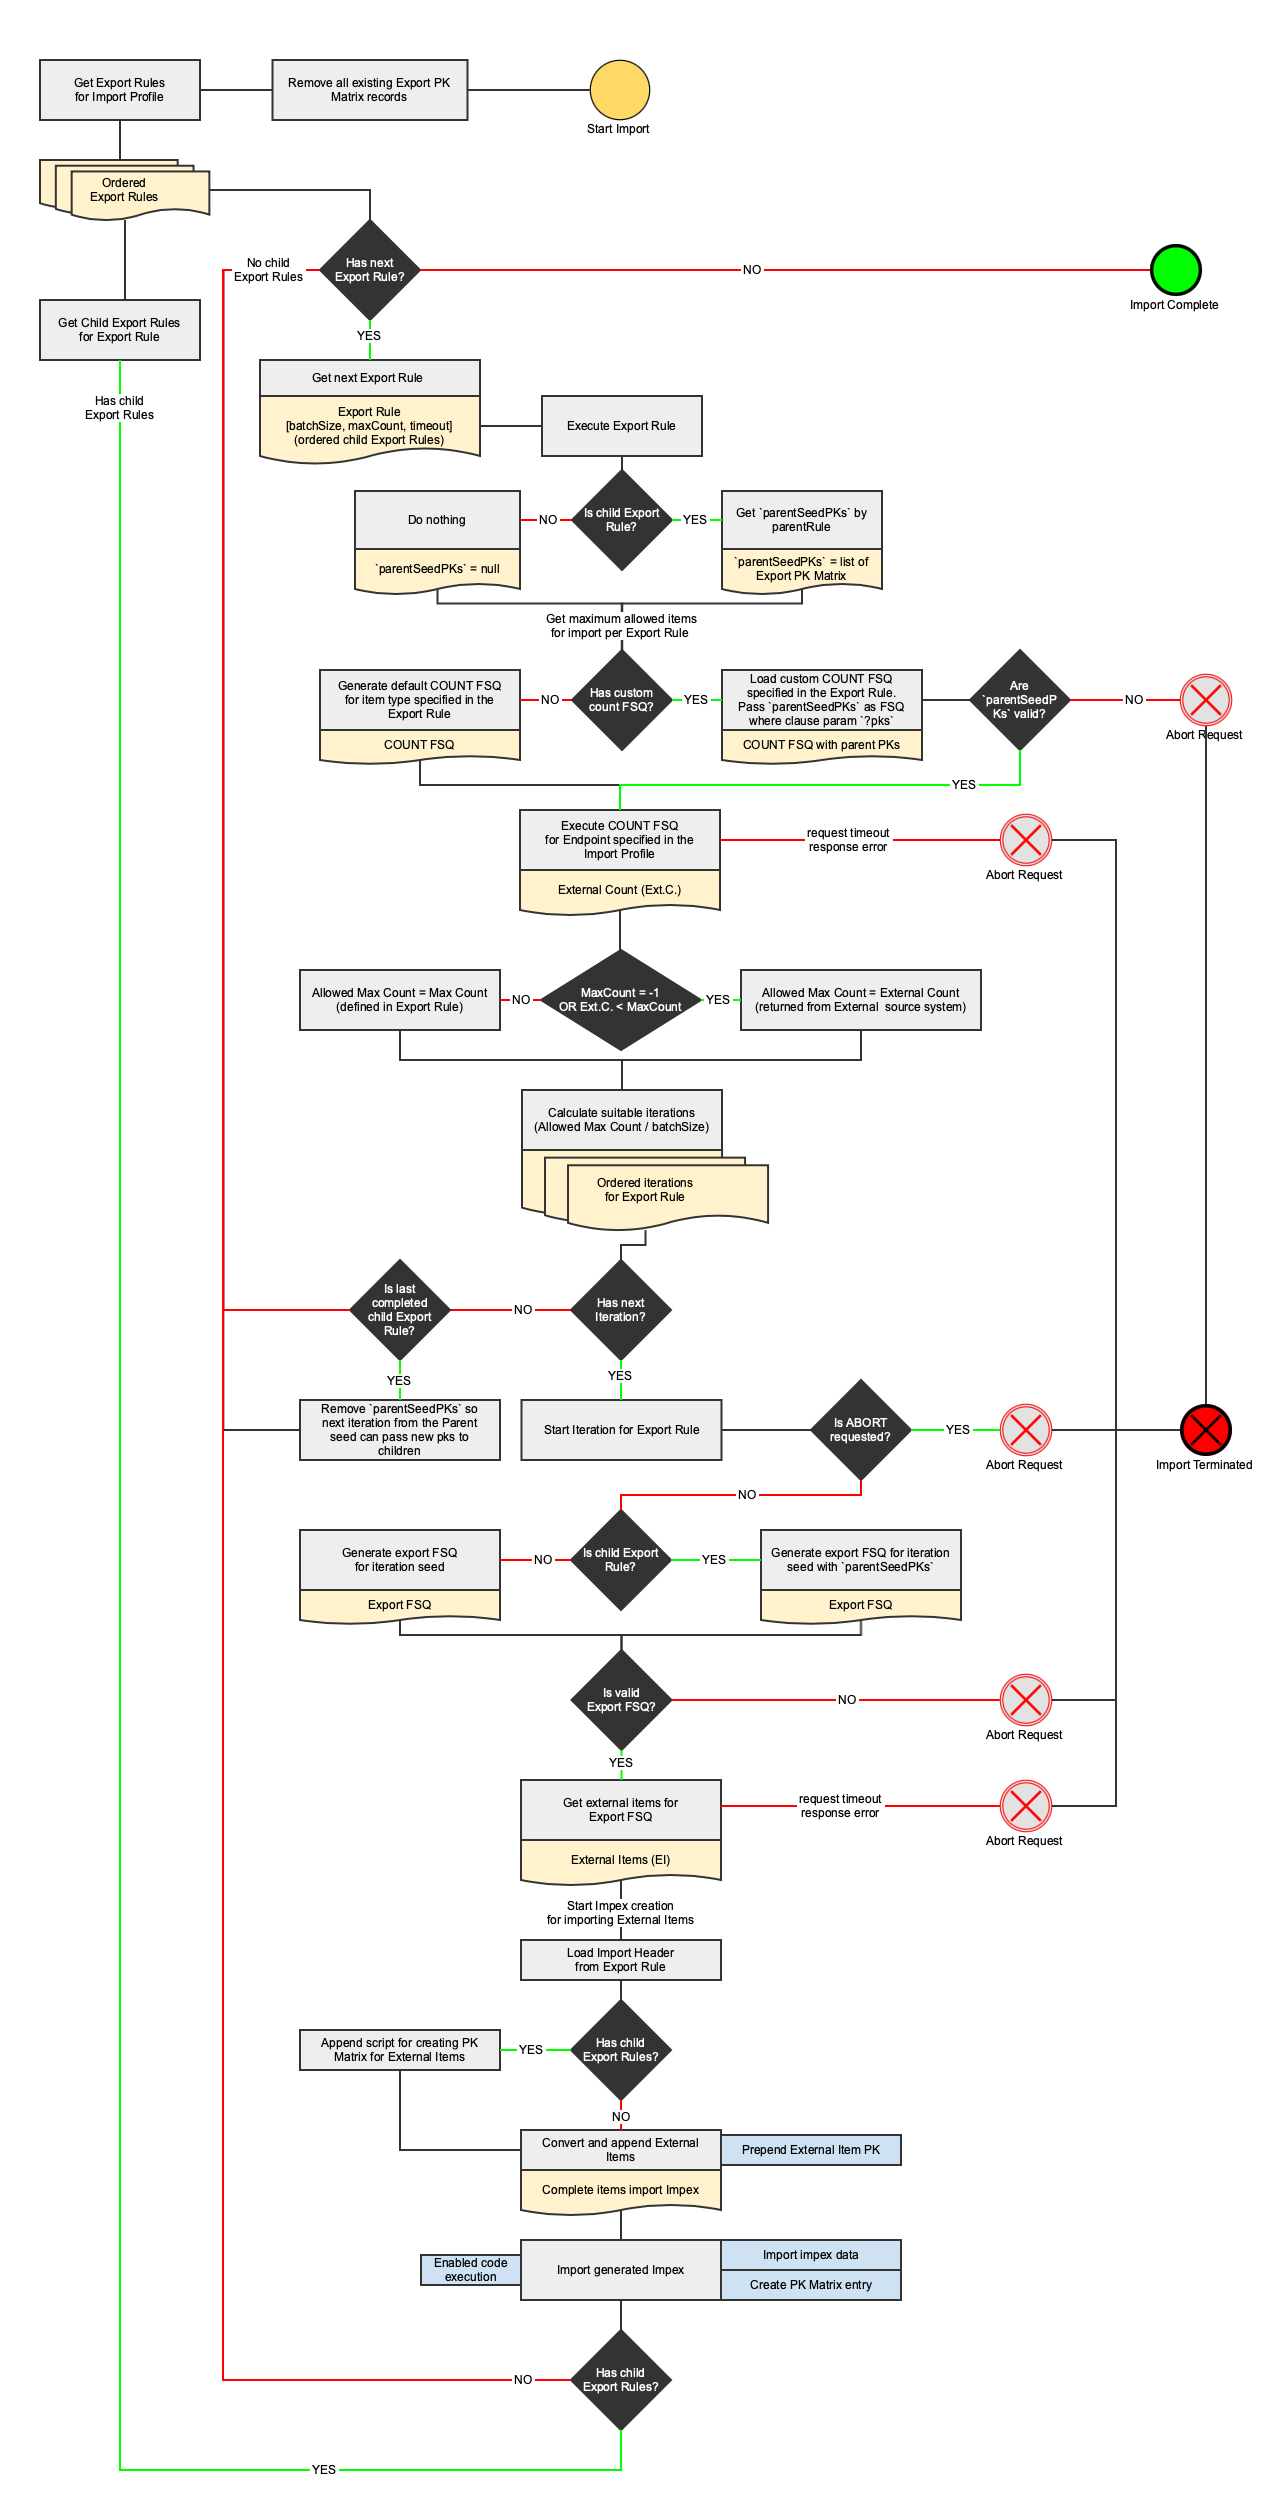 Get Export Rules
for Import Profile
Remove all existing Export PK
Matrix records
Start Import
Ordered
Export Rules
No child
Export Rules
Has next
Export Rule?
NO
Import Complete
Get Child Export Rules
for Export Rule
YES
Has child
Export Rules
Get next Export Rule
Export Rule
[batchSize, maxCount, timeout]
(ordered child Export Rules)
Execute Export Rule
Do nothing
`parentSeedPKs` = null
NO
Is child Export
Rule?
YES
Get `parentSeedPKs` by
parentRule
`parentSeedPKs` = list of
Export PK Matrix
Get maximum allowed items
for import per Export Rule
Generate default COUNT FSQ
for item type specified in the
Export Rule
COUNT FSQ
NO
Has custom
count FSQ?
YES
Load custom COUNT FSQ
specified in the Export Rule.
Pass `parentSeedPKs` as FSQ
where clause param `?pks`
COUNT FSQ with parent PKs
Are
`parentSeedP
Ks` valid?
NO
Abort Request
YES
Execute COUNT FSQ
for Endpoint specified in the
Import Profile
External Count (Ext.C.)
request timeout
response error
Abort Request
Allowed Max Count = Max Count
(defined in Export Rule)
NO
MaxCount = -1
OR Ext.C. < MaxCount
YES
Allowed Max Count = External Count
(returned from External  source system)
Calculate suitable iterations
(Allowed Max Count / batchSize)
Ordered iterations
for Export Rule
Is last
completed
child Export
Rule?
NO
Has next
Iteration?
YES
YES
Remove `parentSeedPKs` so
next iteration from the Parent
seed can pass new pks to
children
Start Iteration for Export Rule
Is ABORT
requested?
YES
Abort Request
Import Terminated
NO
Generate export FSQ
for iteration seed
Export FSQ
NO
Is child Export
Rule?
YES
Generate export FSQ for iteration
seed with `parentSeedPKs`
Export FSQ
Is valid
Export FSQ?
NO
Abort Request
YES
Get external items for
Export FSQ
External Items (EI)
request timeout
response error
Abort Request
Start Impex creation
for importing External Items
Load Import Header
from Export Rule
Append script for creating PK
Matrix for External Items
YES
Has child
Export Rules?
NO
Convert and append External
Items
Complete items import Impex
Prepend External Item PK
Enabled code
execution
Import generated Impex
Import impex data
Create PK Matrix entry
NO
Has child
Export Rules?
YES